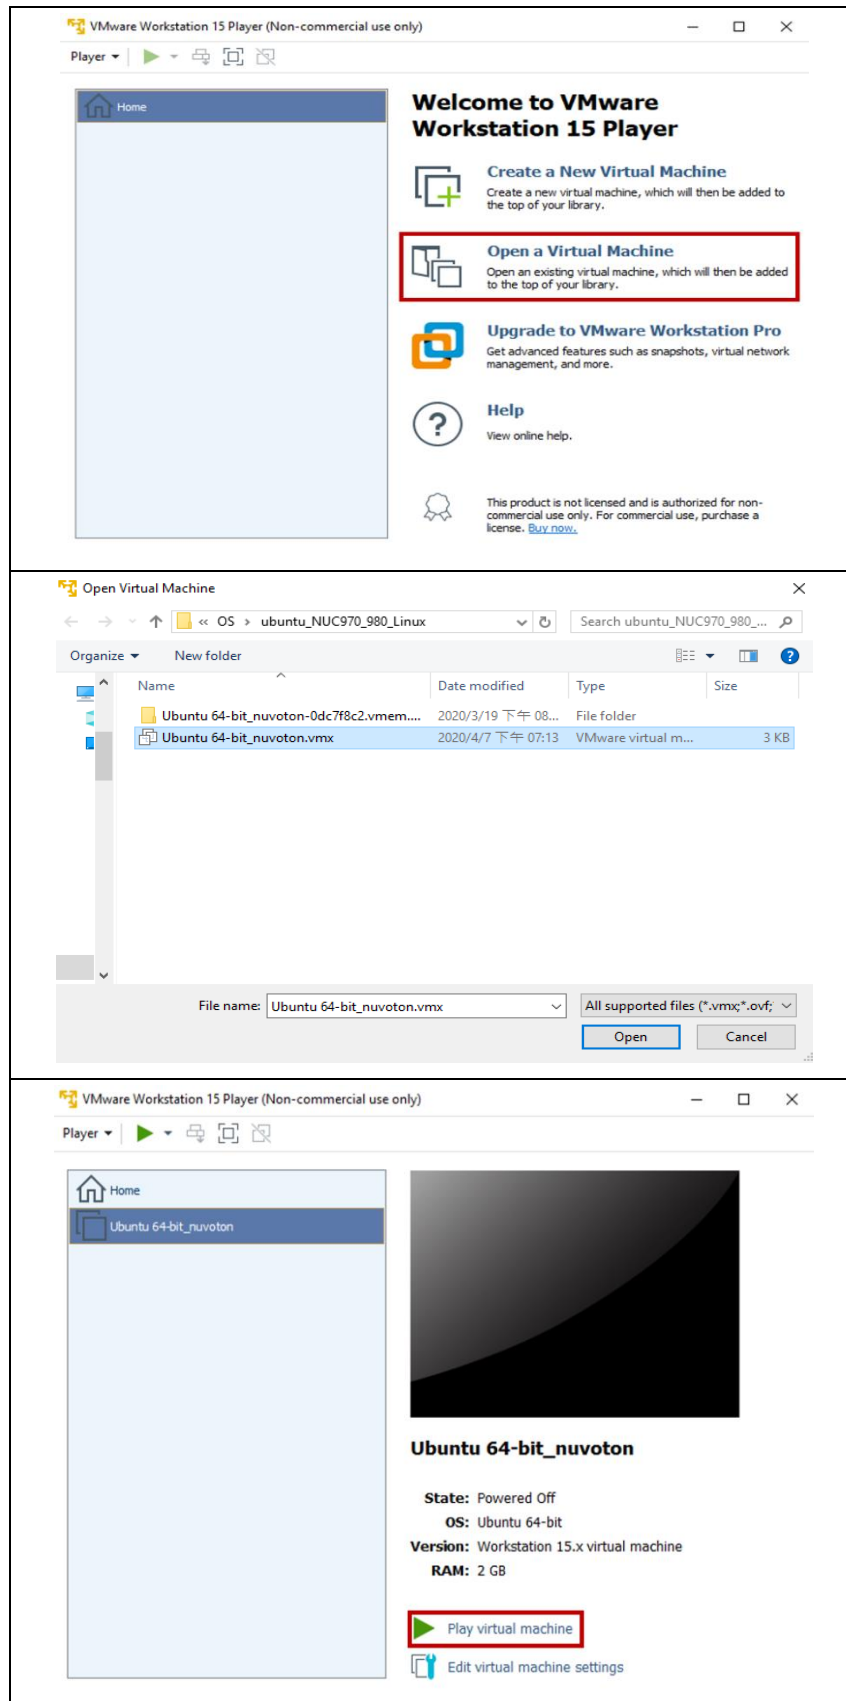 VMware Workstation 15 Player (Non-commercial use only)
Player
Home
Welcome to VMware
Workstation 15 Player
Create a New Virtual Machine
Create a new virtual machine, which will then be added to
the top of your library.
Open a Virtual Machine
Open an existing virtual machine, which will then be added
to the top of your library.
Upgrade to VMware Workstation Pro
Get advanced features such as snapshots, virtual network
management, and more.
Help
View online help.
This product is not licensed and is authorized for non-
commercial use only. For commercial use, purchase a
license. Buy now.
Open Virtual Machine
« OS › ubuntu_NUC970_980_Linux
Search ubuntu_NUC970_980_...
Organize New folder
Name Date modified Type Size
Ubuntu 64-bit_nuvoton-0dc7f8c2.vmem.... 2020/3/19 下午 08... File folder
Ubuntu 64-bit_nuvoton.vmx 2020/4/7 下午 07:13 VMware virtual m... 3 KB
File name: Ubuntu 64-bit_nuvoton.vmx All supported files (*.vmx;*.ovf;
Open Cancel
VMware Workstation 15 Player (Non-commercial use only)
Player
Home
Ubuntu 64-bit_nuvoton
Ubuntu 64-bit_nuvoton
State: Powered Off
OS: Ubuntu 64-bit
Version: Workstation 15.x virtual machine
RAM: 2 GB
Play virtual machine
Edit virtual machine settings